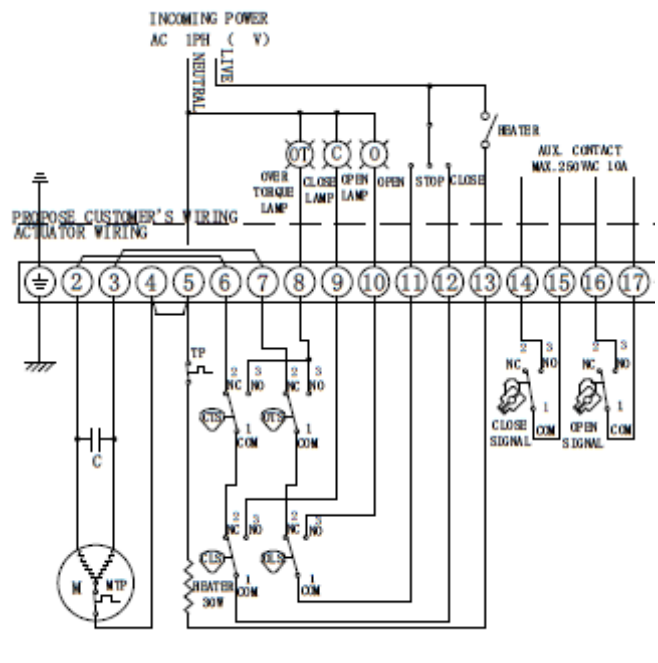 INCOMING POWER
AC 1PH ( V)
NEUTRAL
LIVE
HEATER
OT C O
OVER TORQUE LAMP
CLOSE LAMP
OPEN LAMP
OPEN STOP CLOSE
AUX. CONTACT
MAX.250VAC 10A
PROPOSE CUSTOMER'S WIRING
ACTUATOR WIRING
2 3 4 5 6 7 8 9 10 11 12 13 14 15 16 17
TP
2 3 2 3
NC NO NC NO
CTS OTS
1 1
COM COM
2 3 2 3
NC NO NC NO
1 1
COM COM
CLOSE SIGNAL
OPEN SIGNAL
C
2 3 2 3
NC NO NC NO
CLS OLS
1 1
COM COM
M MTP
HEATER
30W